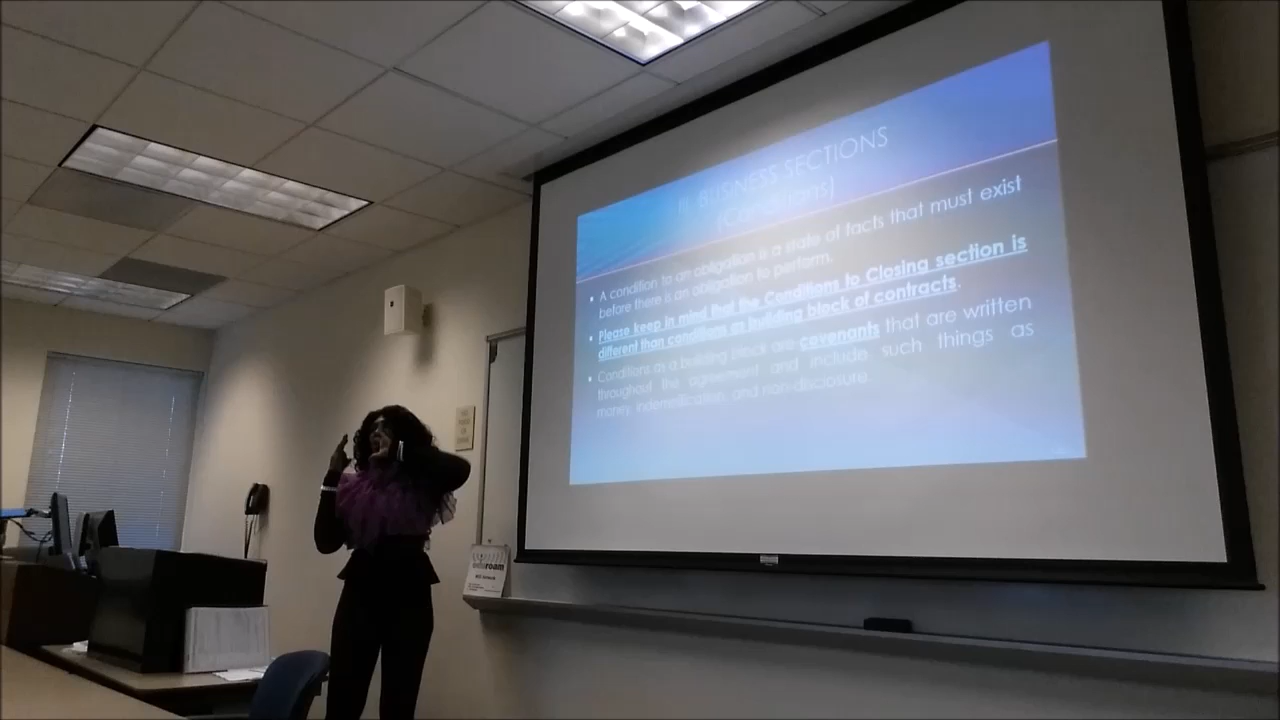 BUSINESS SECTIONS
• A condition to an obligation is a state of facts that must exist
before there is an obligation to perform.
• Please keep in mind that the Conditions to Closing section is
different than conditions as building block of contracts.
• Conditions as a building block are covenants that are written
throughout the agreement and include such things as
money, indemnification, and non-disclosure.
eduroam